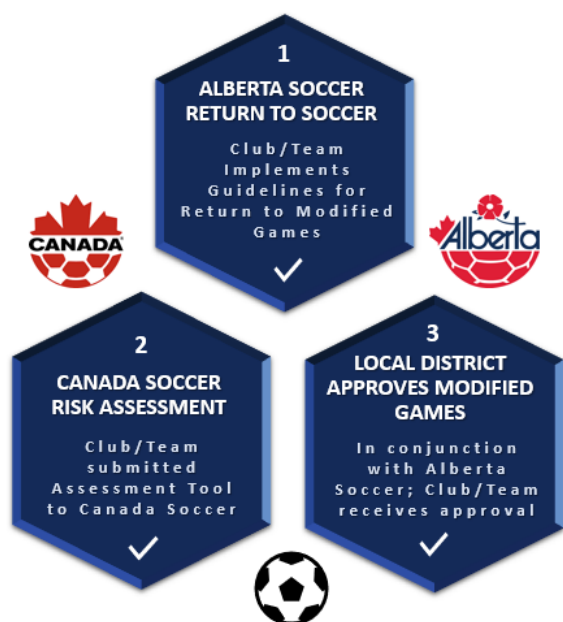 1
ALBERTA SOCCER
RETURN TO SOCCER
Club/Team
Implements
Guidelines for
Return to Modified
Games
CANADA
Alberta
2
CANADA SOCCER
RISK ASSESSMENT
Club/Team
submitted
Assessment Tool
to Canada Soccer
3
LOCAL DISTRICT
APPROVES MODIFIED
GAMES
In conjunction
with Alberta
Soccer; Club/Team
receives approval